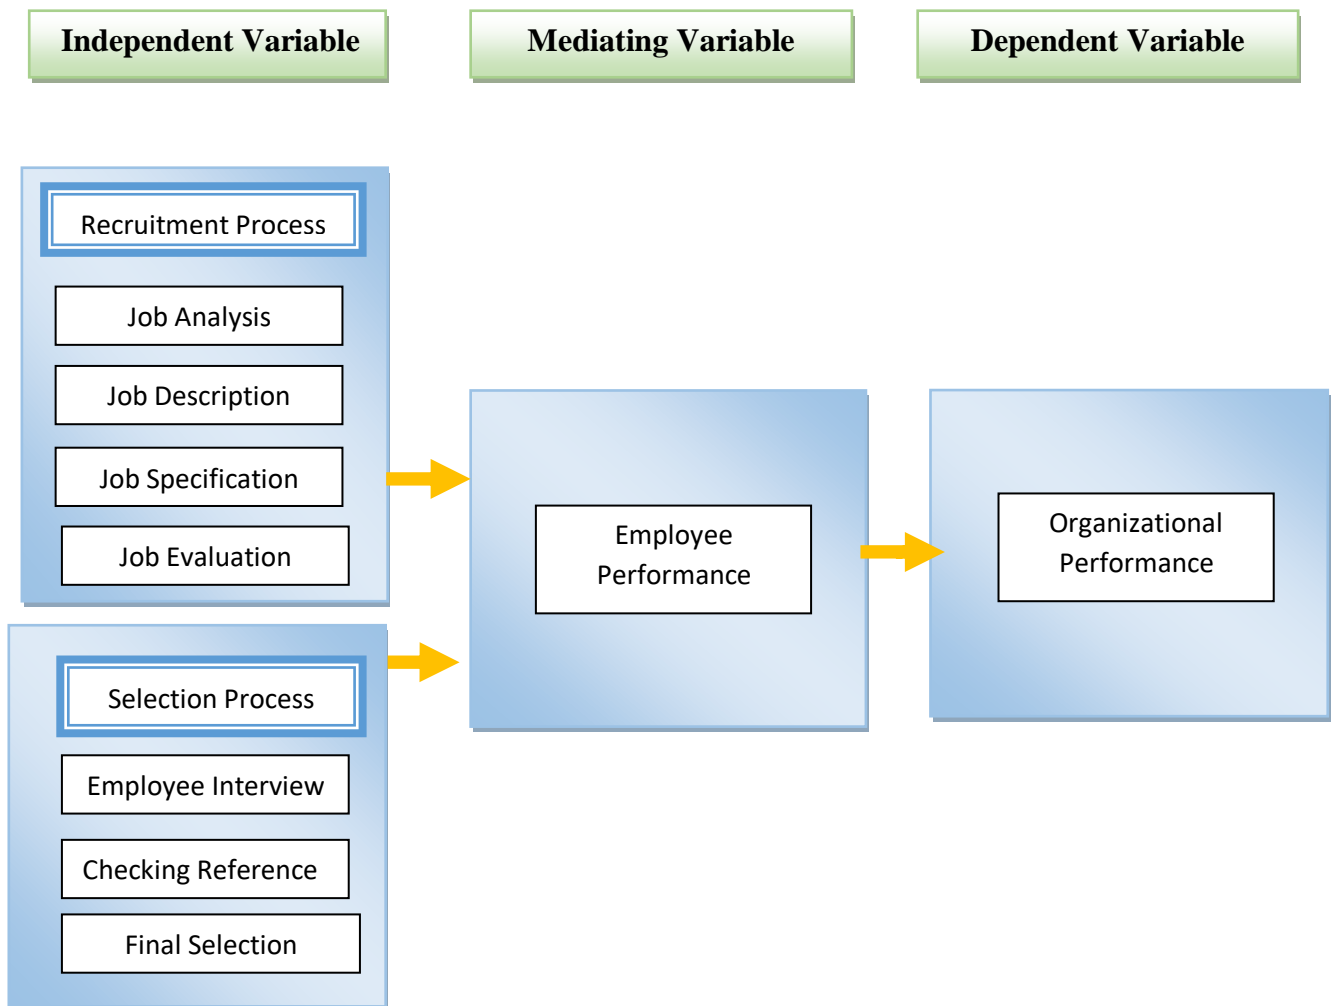 Independent Variable
Mediating Variable
Dependent Variable
Recruitment Process
Job Analysis
Job Description
Job Specification
Job Evaluation
Selection Process
Employee Interview
Checking Reference
Final Selection
Employee
Performance
Organizational
Performance